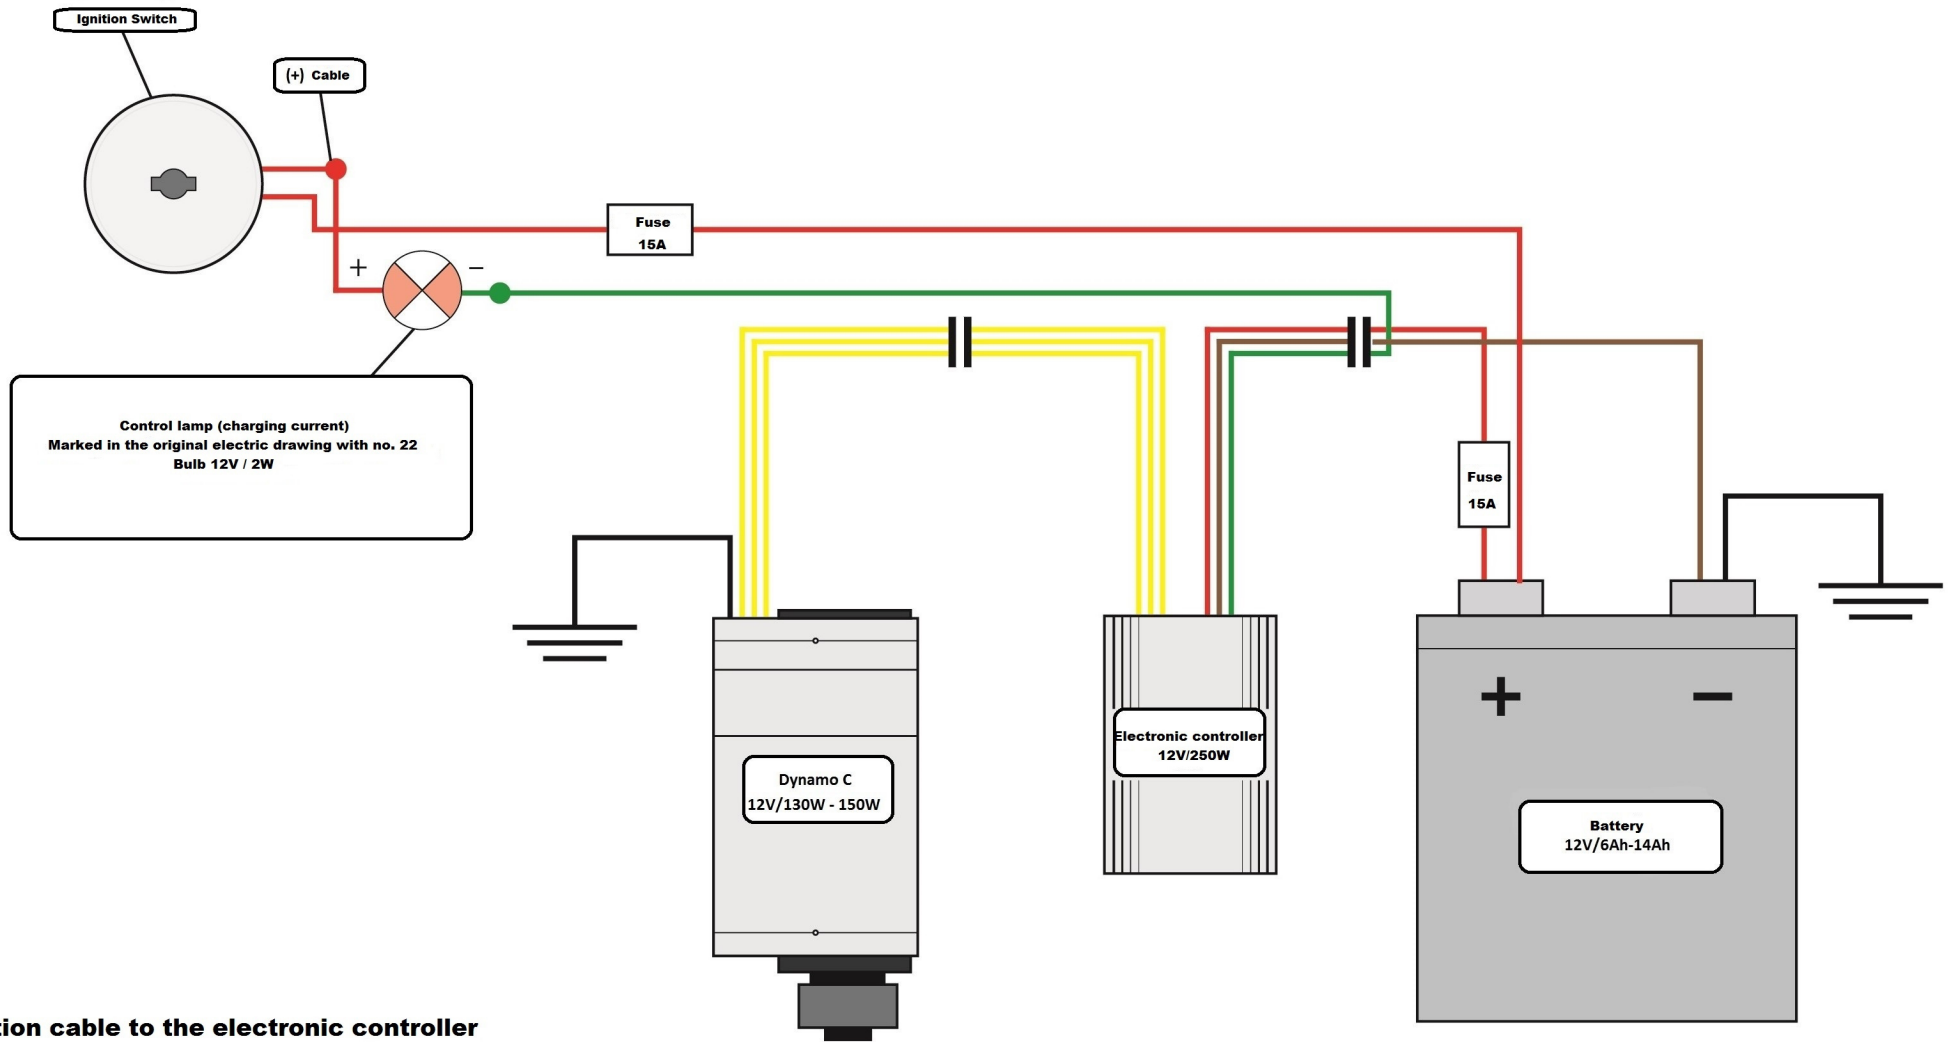 Ignition Switch
(+) Cable
Fuse
15A
+
−
Control lamp (charging current)
Marked in the original electric drawing with no. 22
Bulb 12V / 2W
Fuse
15A
+
−
Electronic controller
12V/250W
Dynamo C
12V/130W - 150W
Battery
12V/6Ah-14Ah
tion cable to the electronic controller